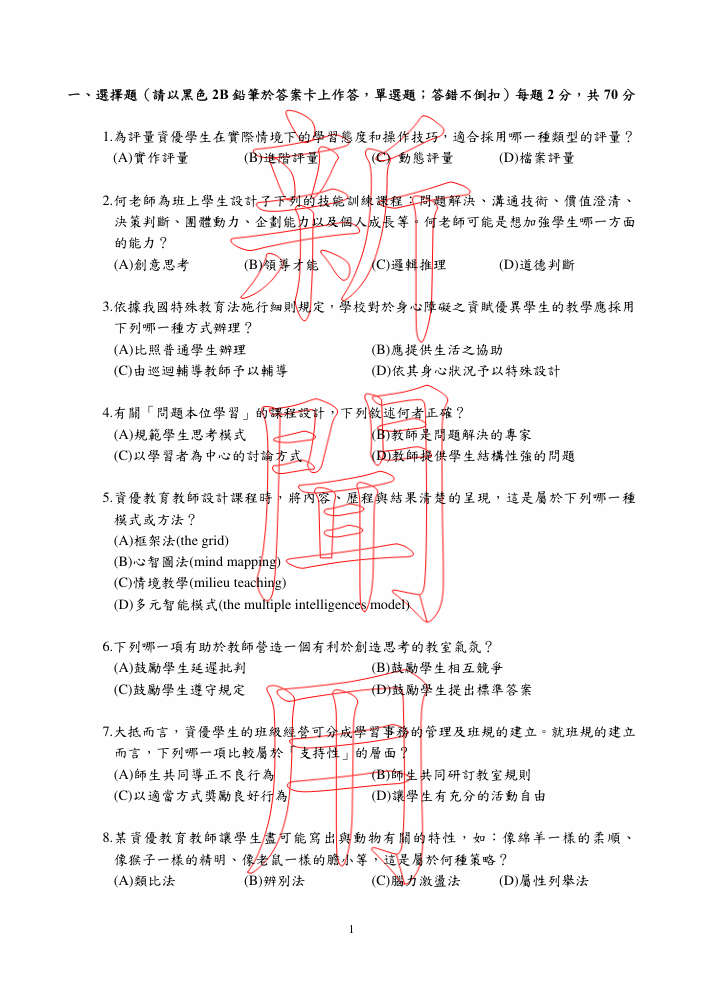 一、選擇題（請以黑色 2B 鉛筆於答案卡上作答，單選題；答錯不倒扣）每題 2 分，共 70 分
1.為評量資優學生在實際情境下的學習態度和操作技巧，適合採用哪一種類型的評量？
(A)實作評量 (B)進階評量 (C) 動態評量 (D)檔案評量
2.何老師為班上學生設計了下列的技能訓練課程：問題解決、溝通技術、價值澄清、
決策判斷、團體動力、企劃能力以及個人成長等。何老師可能是想加強學生哪一方面
的能力？
(A)創意思考 (B)領導才能 (C)邏輯推理 (D)道德判斷
3.依據我國特殊教育法施行細則規定，學校對於身心障礙之資賦優異學生的教學應採用
下列哪一種方式辦理？
(A)比照普通學生辦理 (B)應提供生活之協助
(C)由巡迴輔導教師予以輔導 (D)依其身心狀況予以特殊設計
4.有關「問題本位學習」的課程設計，下列敘述何者正確？
(A)規範學生思考模式 (B)教師是問題解決的專家
(C)以學習者為中心的討論方式 (D)教師提供學生結構性強的問題
5.資優教育教師設計課程時，將內容、歷程與結果清楚的呈現，這是屬於下列哪一種
模式或方法？
(A)框架法(the grid)
(B)心智圖法(mind mapping)
(C)情境教學(milieu teaching)
(D)多元智能模式(the multiple intelligences model)
6.下列哪一項有助於教師營造一個有利於創造思考的教室氣氛？
(A)鼓勵學生延遲批判 (B)鼓勵學生相互競爭
(C)鼓勵學生遵守規定 (D)鼓勵學生提出標準答案
7.大抵而言，資優學生的班級經營可分成學習事務的管理及班規的建立。就班規的建立
而言，下列哪一項比較屬於「支持性」的層面？
(A)師生共同導正不良行為 (B)師生共同研訂教室規則
(C)以適當方式獎勵良好行為 (D)讓學生有充分的活動自由
8.某資優教育教師讓學生盡可能寫出與動物有關的特性，如：像綿羊一樣的柔順、
像猴子一樣的精明、像老鼠一樣的膽小等，這是屬於何種策略？
(A)類比法 (B)辨別法 (C)腦力激盪法 (D)屬性列舉法
1
新聞用